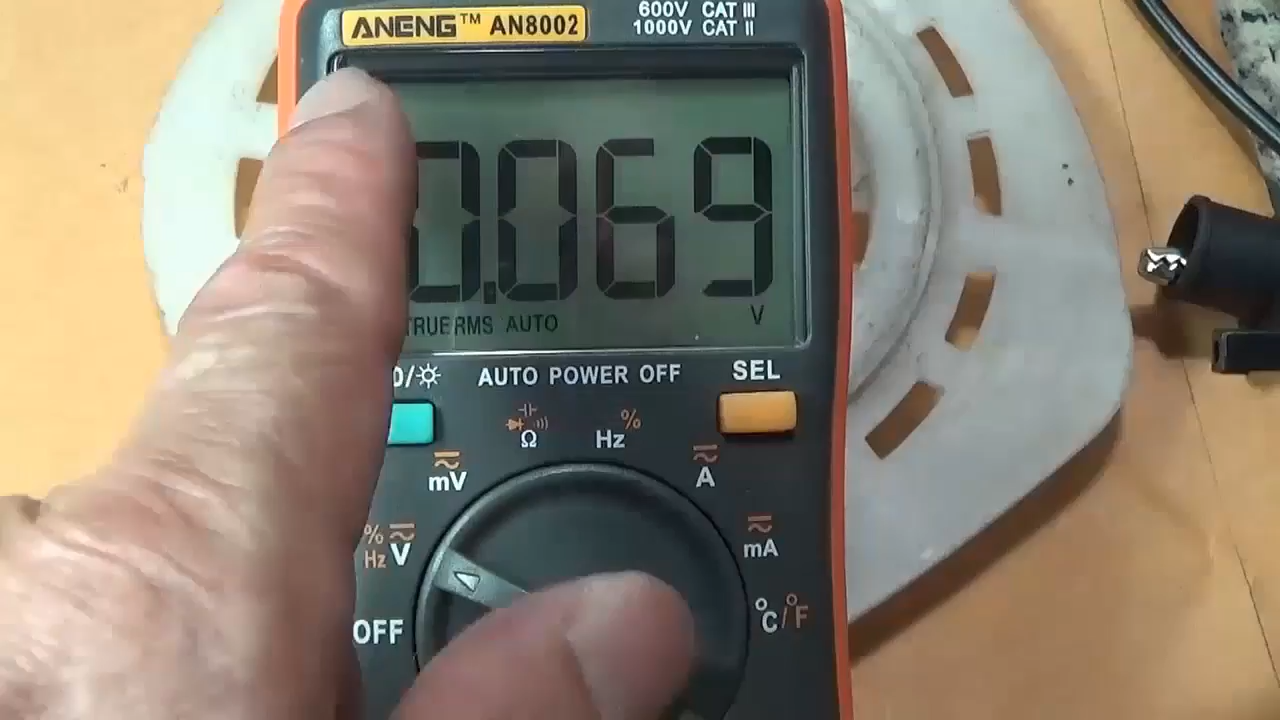 ANENG™ AN8002
600V CAT III
1000V CAT II
0.069
TRUERMS AUTO
V
AUTO POWER OFF
SEL
Ω
Hz %
mV
A
% Hz V
mA
OFF
°C/°F